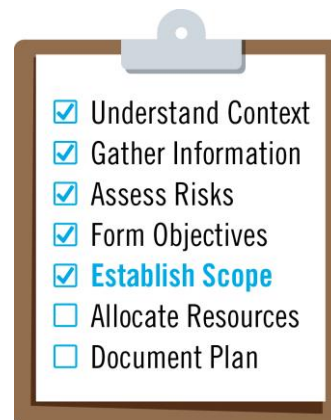 Understand Context
Gather Information
Assess Risks
Form Objectives
Establish Scope
Allocate Resources
Document Plan